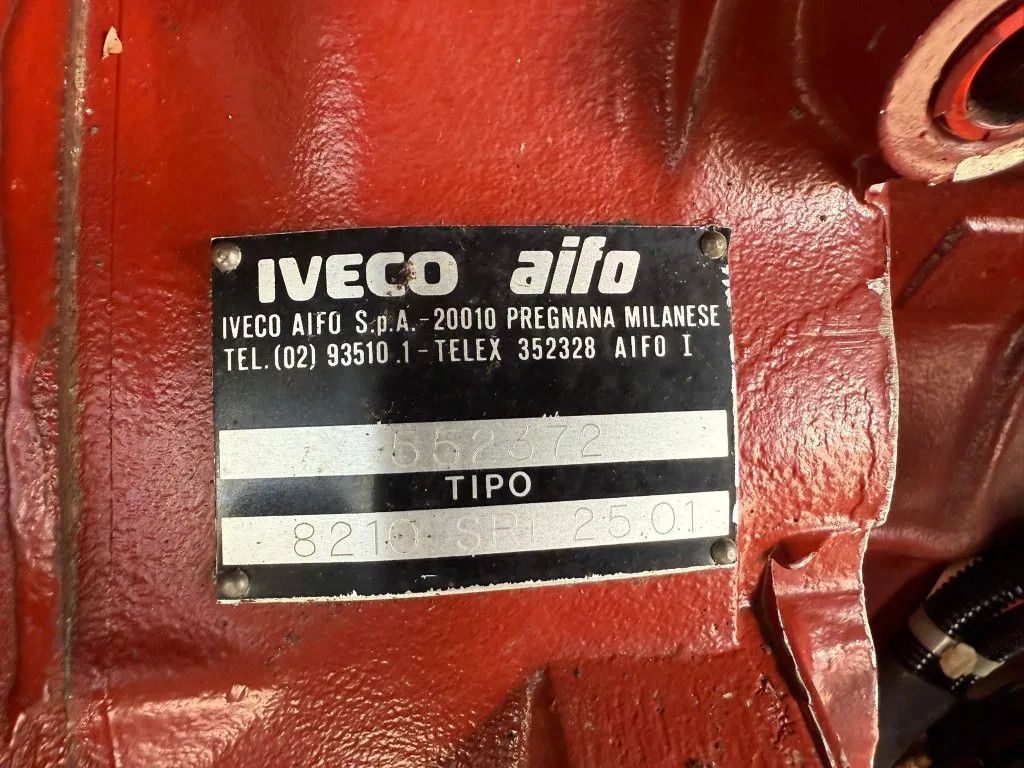 IVECO aifo
IVECO AIFO S.p.A.-20010 PREGNANA MILANESE
TEL.(02) 93510.1-TELEX 352328 AIFO I
552372
TIPO
8210 SRI 25.01